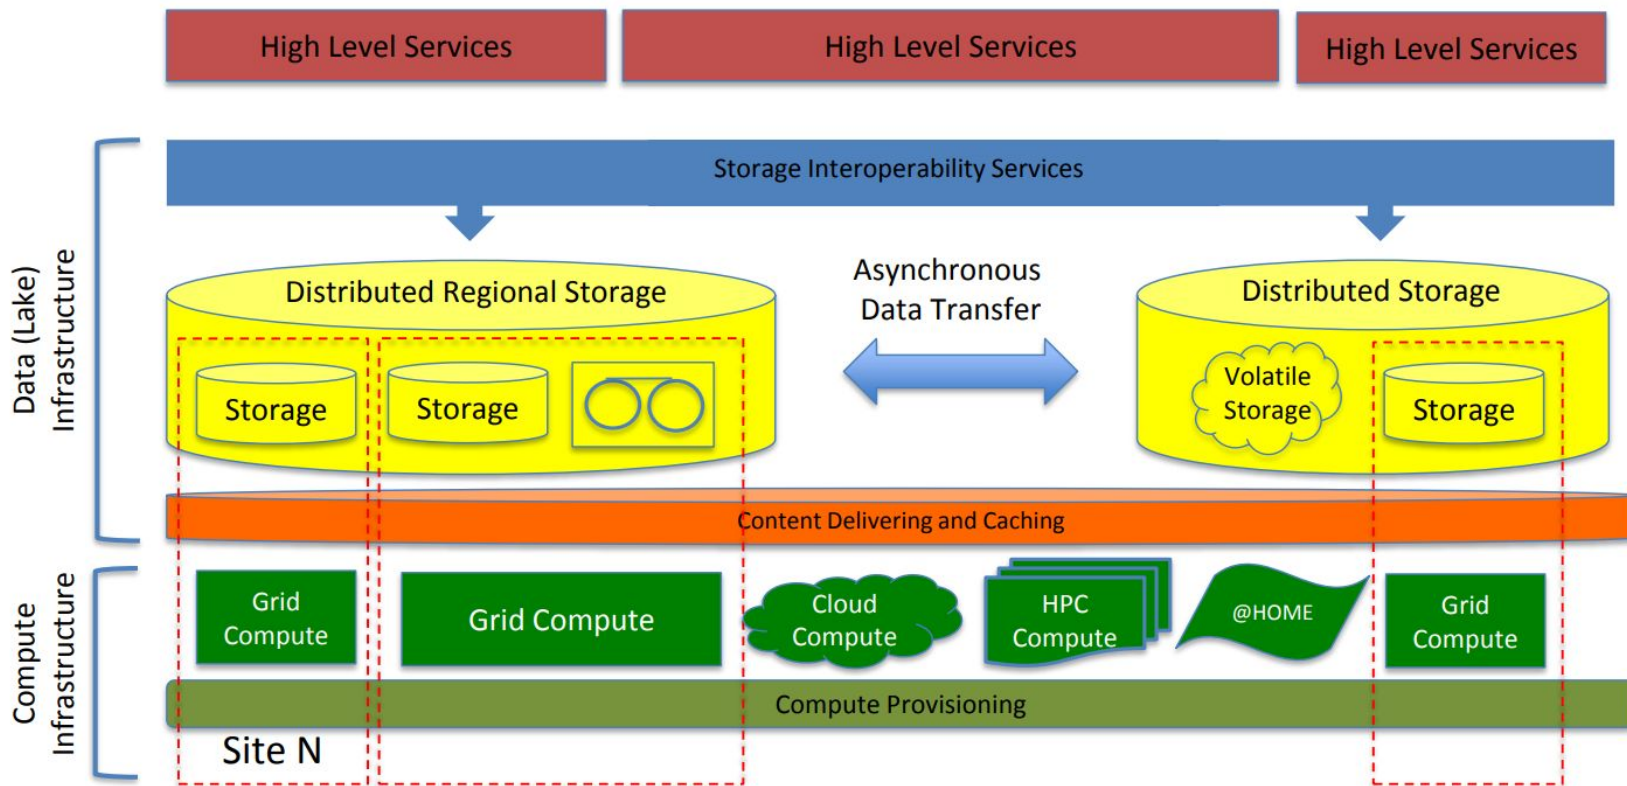 High Level Services
High Level Services
High Level Services
Storage Interoperability Services
Data (Lake)
Infrastructure
Distributed Regional Storage
Asynchronous
Data Transfer
Distributed Storage
Storage
Storage
Volatile
Storage
Storage
Content Delivering and Caching
Compute
Infrastructure
Grid
Compute
Grid Compute
Cloud
Compute
HPC
Compute
@HOME
Grid
Compute
Compute Provisioning
Site N